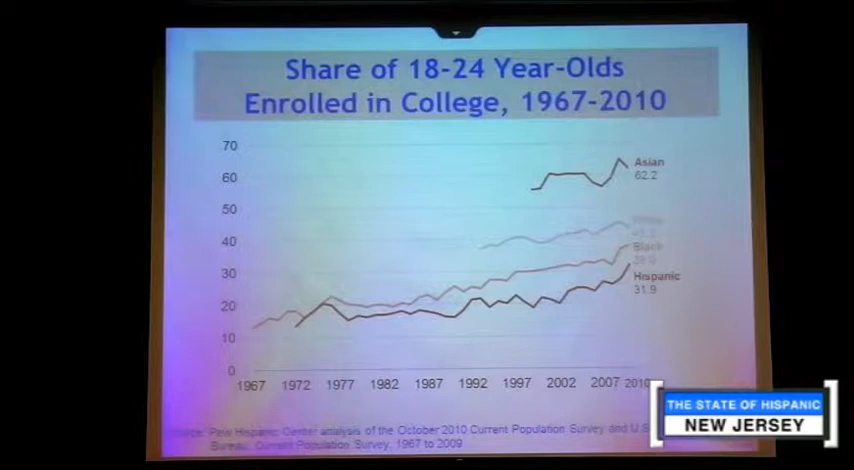 Share of 18-24 Year-Olds
Enrolled in College, 1967-2010
70
60
50
40
30
20
10
0
Asian
62.2
White
Black
Hispanic
31.9
1967 1972 1977 1982 1987 1992 1997 2002 2007 2010
Pew Hispanic Center analysis of the October 2010 Current Population Survey and U.S
Bureau, Current Population Survey, 1967 to 2009
THE STATE OF HISPANIC
NEW JERSEY